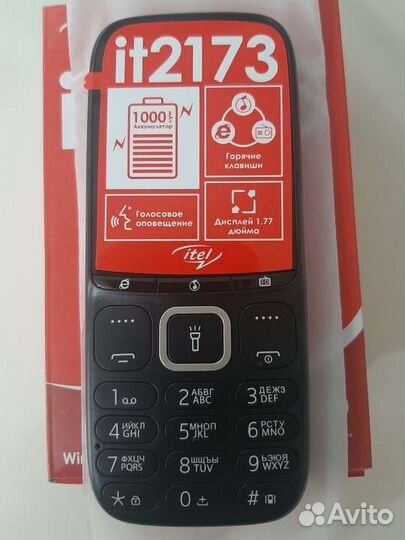 it2173
1000 мАч
Аккумулятор
Горячие
клавиши
Голосовое
оповещение
Дисплей 1.77
дюйма
itel
1
2 АБВГ
ABC
3 ДЕЖЗ
DEF
4 ИЙКЛ
GHI
5 МНОП
JKL
6 РСТУ
MNO
7 ФХЦЧ
PQRS
8 ШЩЪЫ
TUV
9 ЬЭЮЯ
WXYZ
*
0
#
Wi
Avito